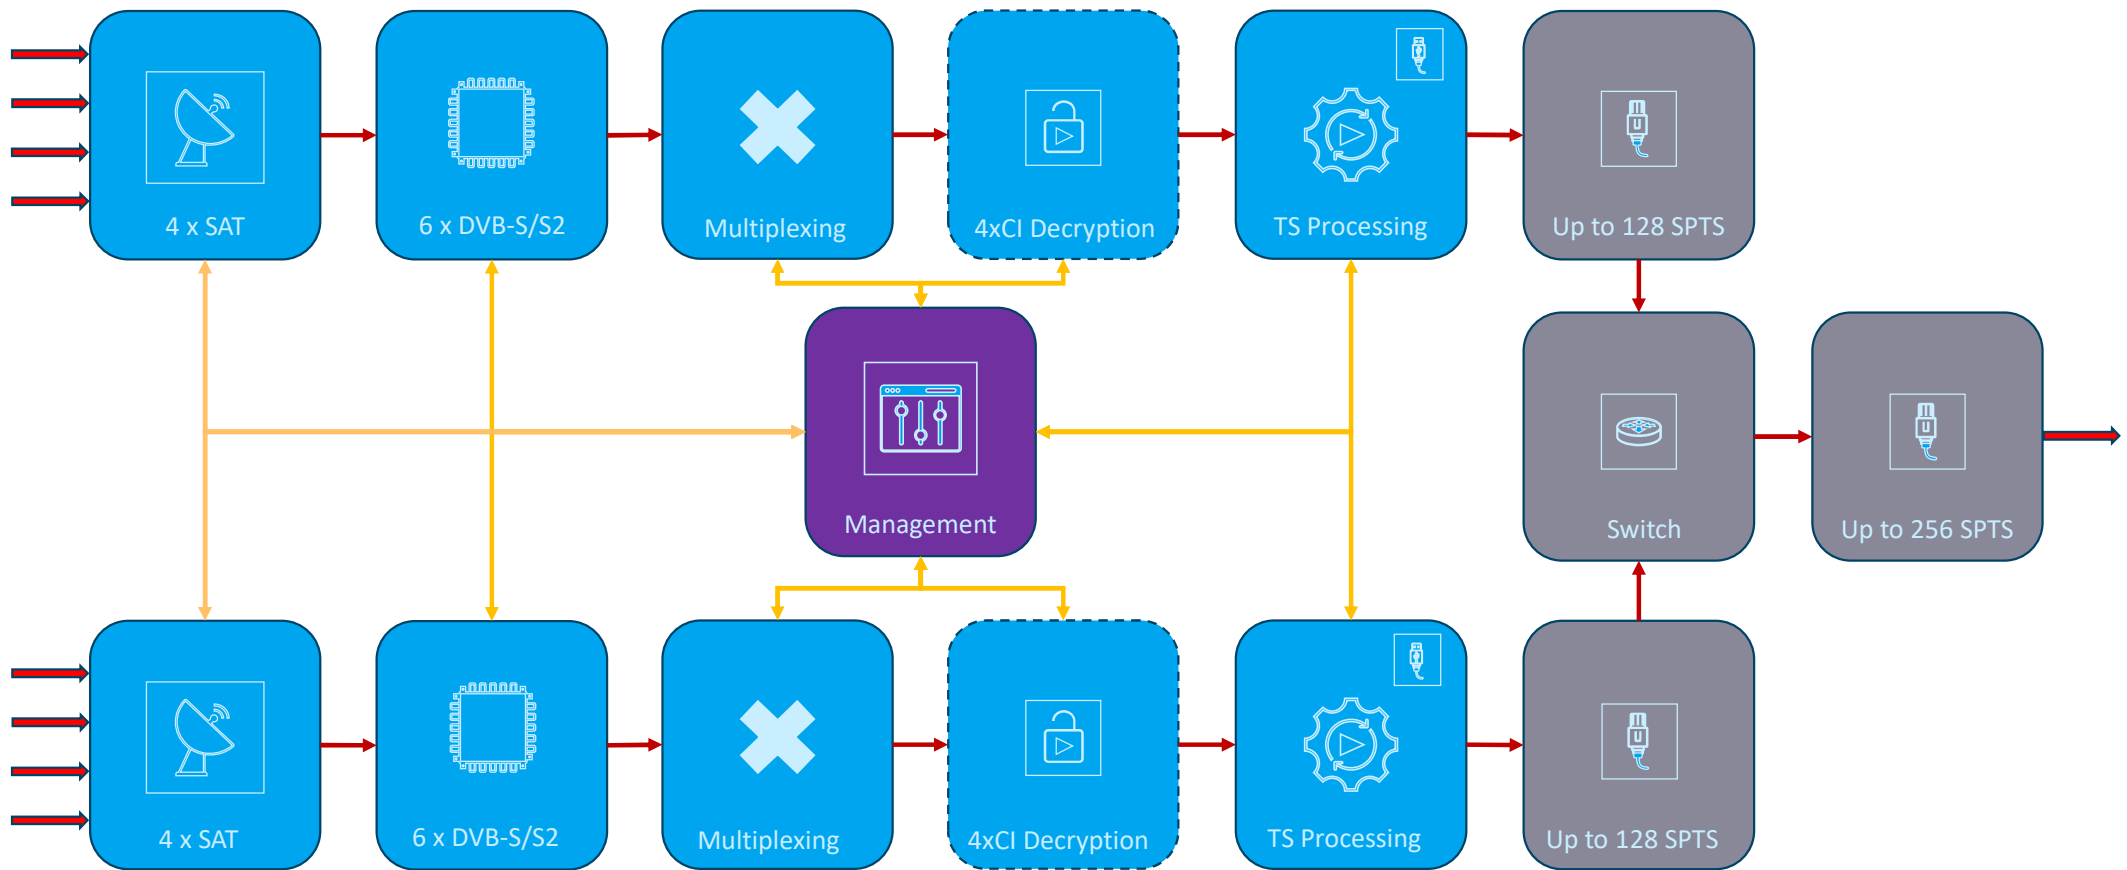 4 x SAT
6 x DVB-S/S2
Multiplexing
4xCI Decryption
TS Processing
Up to 128 SPTS
Management
Switch
Up to 256 SPTS
4 x SAT
6 x DVB-S/S2
Multiplexing
4xCI Decryption
TS Processing
Up to 128 SPTS